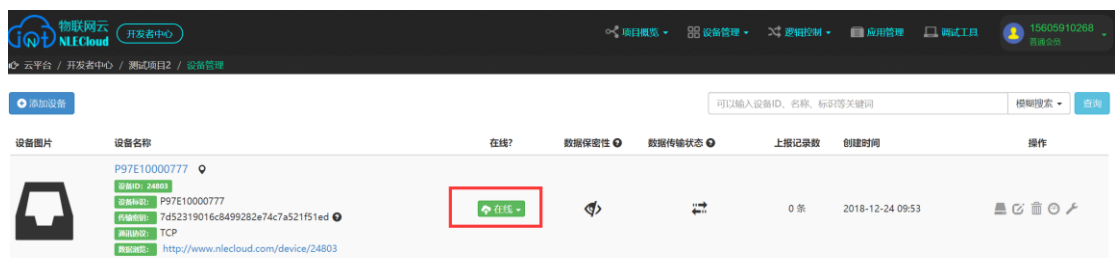 物联网云
NLECloud
开发者中心
项目概览
设备管理
逻辑控制
应用管理
调试工具
15605910268
普通会员
云平台 / 开发者中心 / 测试项目2 / 设备管理
添加设备
可以输入设备ID、名称、标识等关键词
模糊搜索
查询
设备图片 设备名称 在线? 数据保密性 数据传输状态 上报记录数 创建时间 操作
P97E10000777
设备ID: 24803
设备标识: P97E10000777
传输密钥: 7d52319016c8499282e74c7a521f51ed
通讯协议: TCP
数据浏览: http://www.nlecloud.com/device/24803
在线
0 条
2018-12-24 09:53